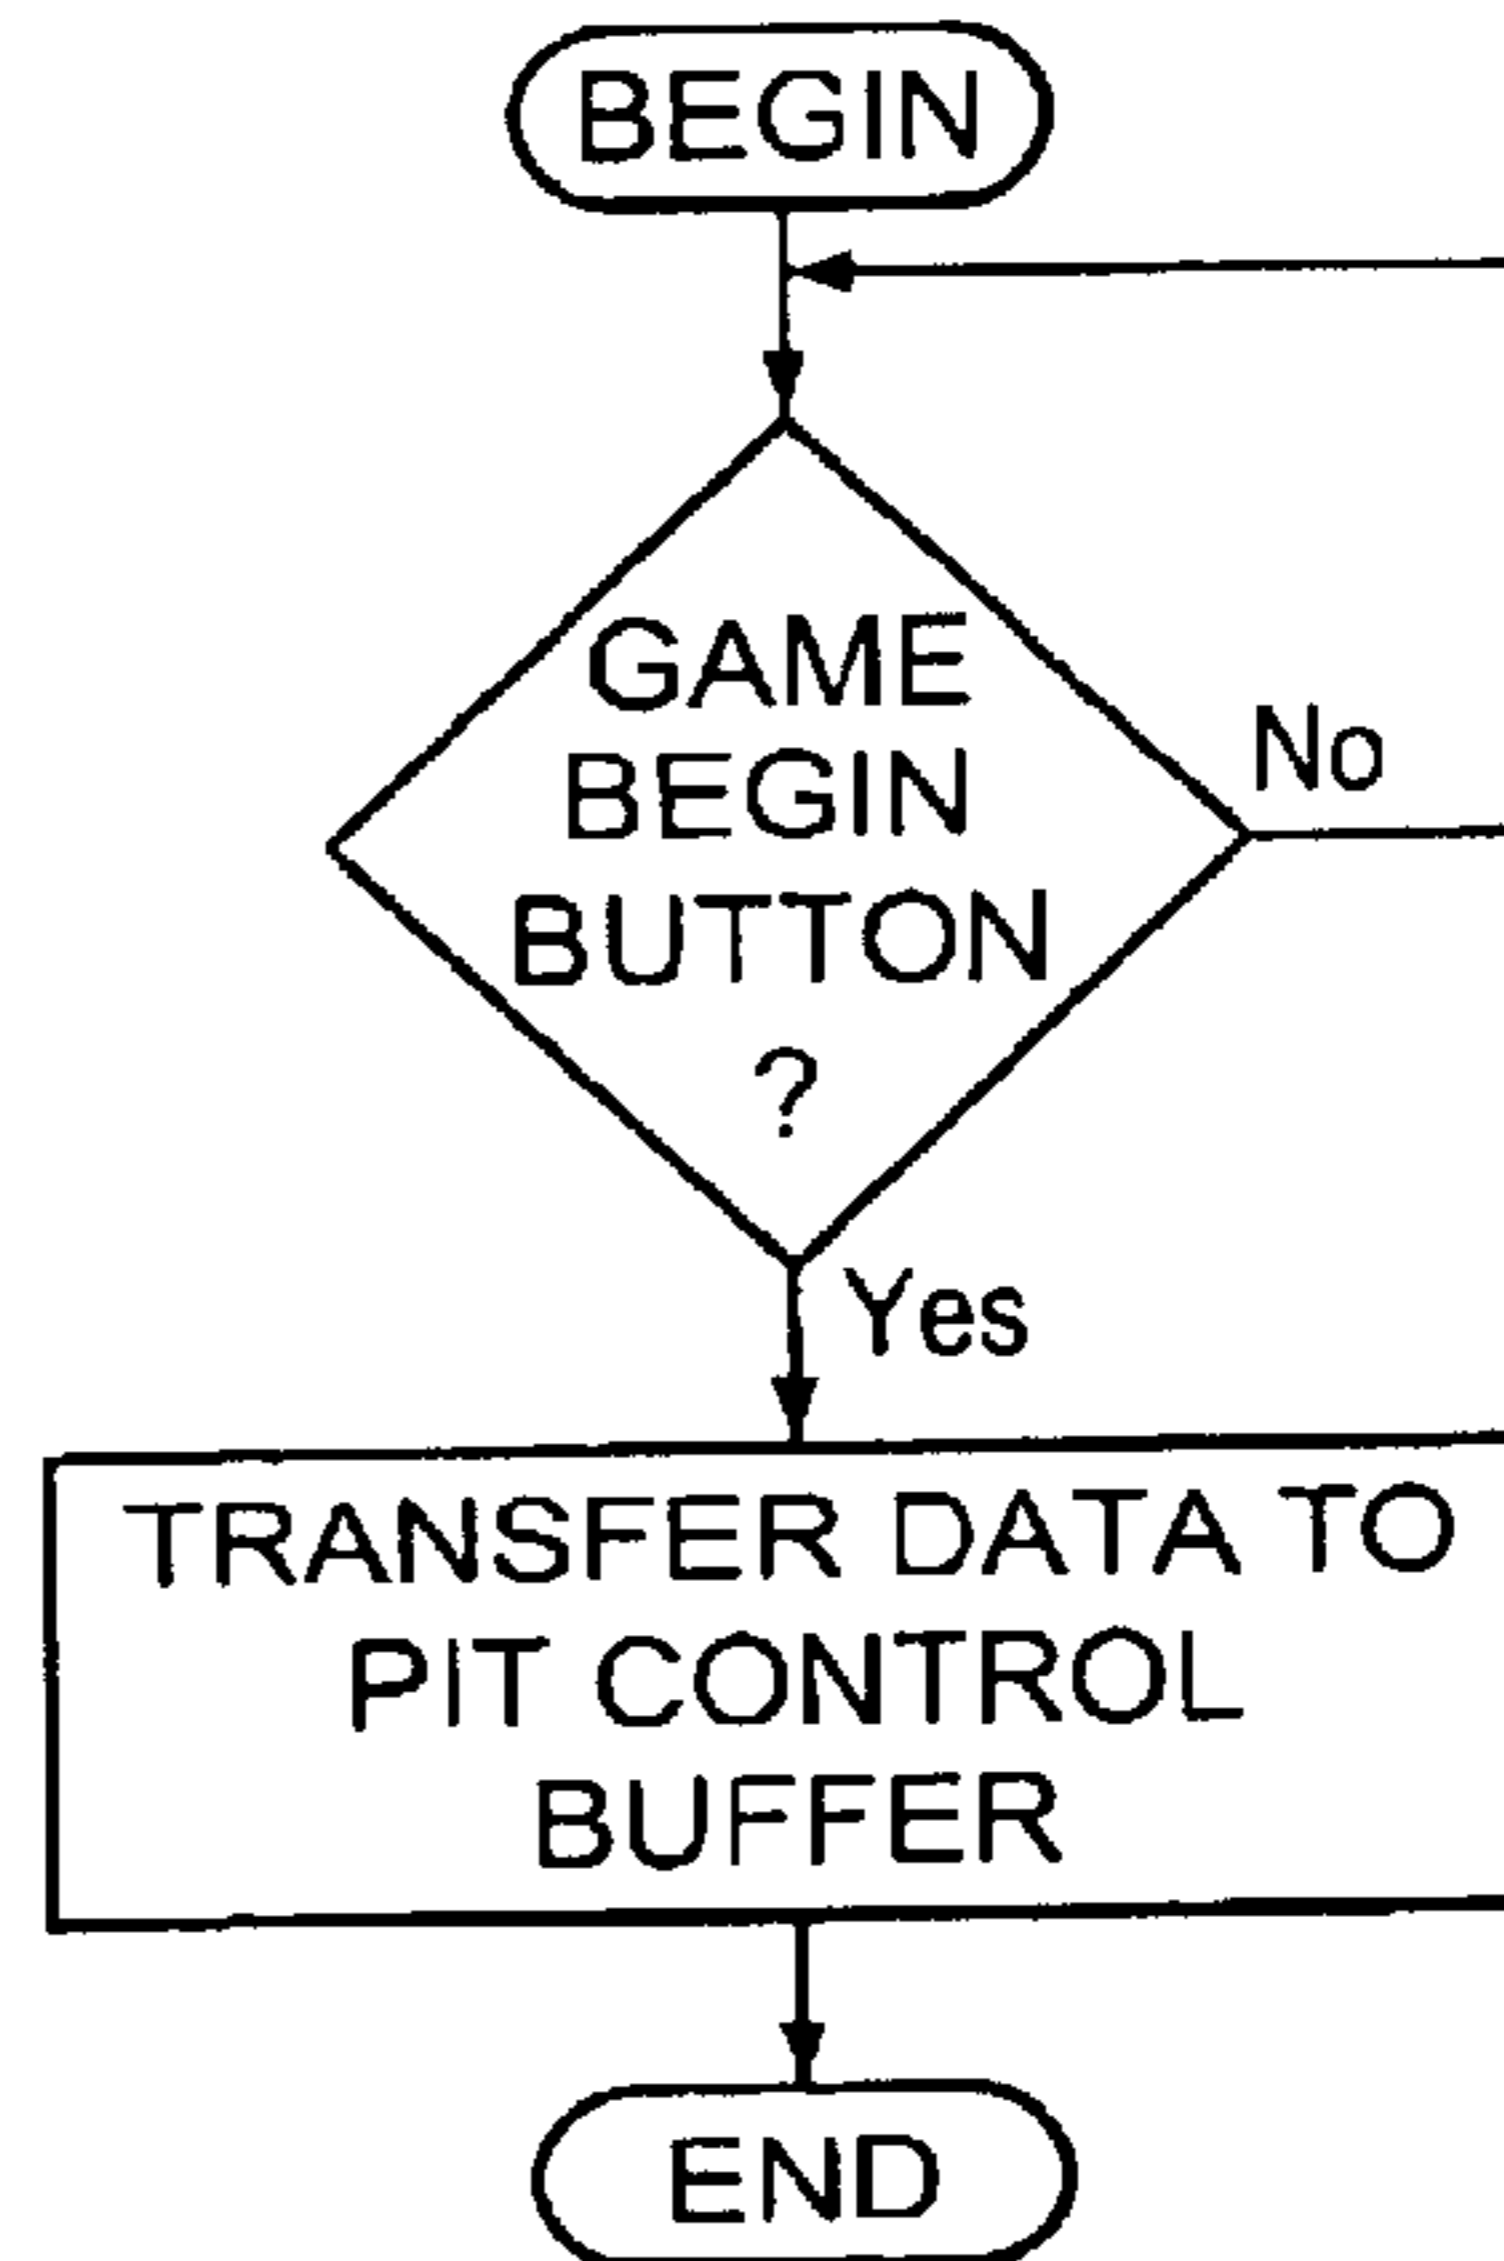 BEGIN
GAME
BEGIN
BUTTON
?
No
Yes
TRANSFER DATA TO
PIT CONTROL
BUFFER
END